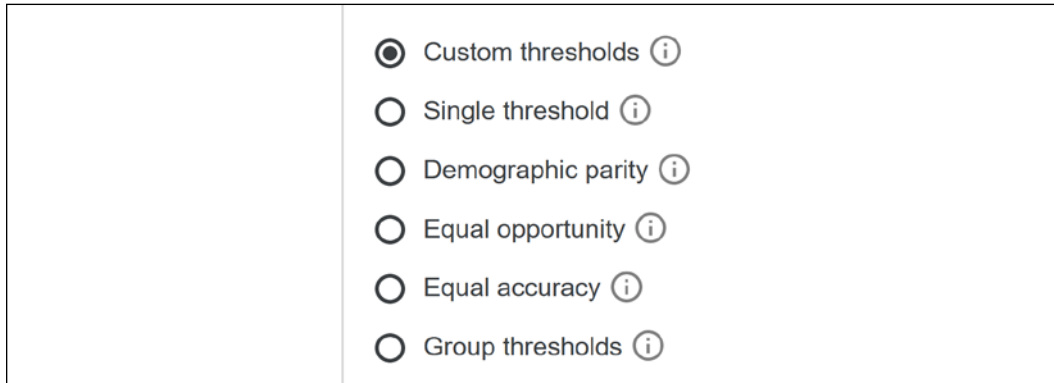 Custom thresholds
Single threshold
Demographic parity
Equal opportunity
Equal accuracy
Group thresholds